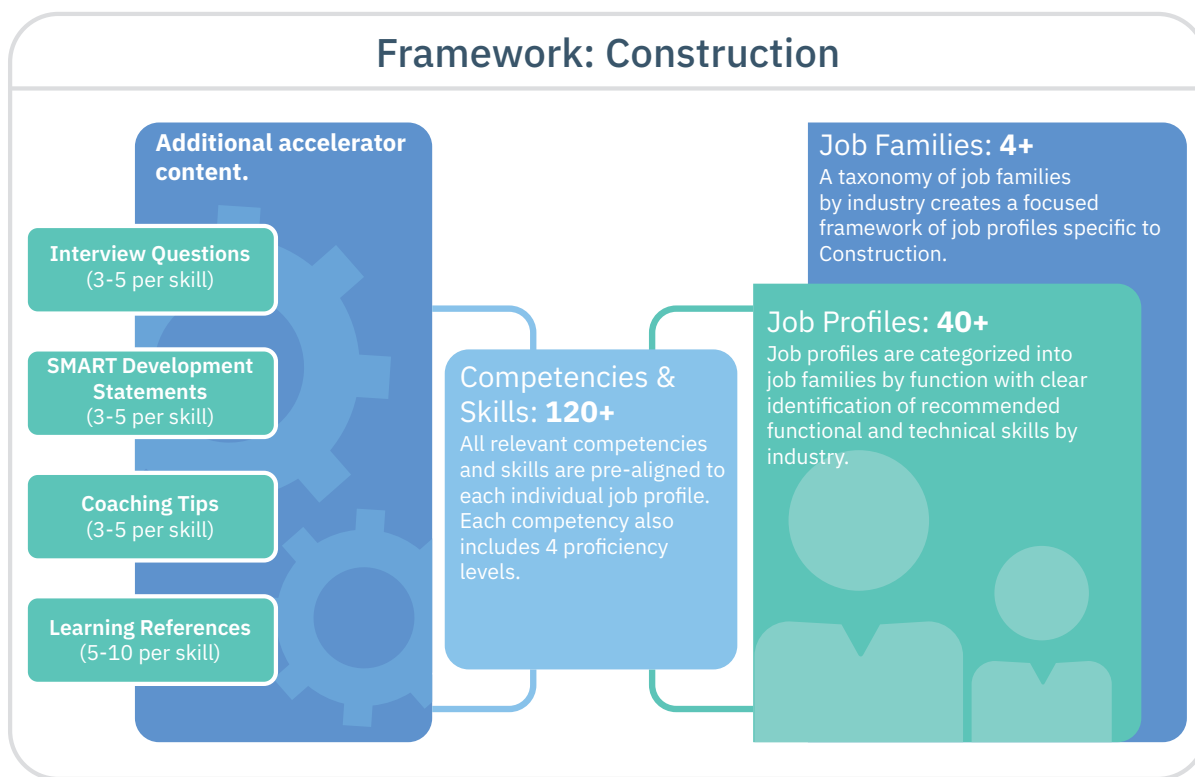 Framework: Construction
Additional accelerator
content.
Interview Questions
(3-5 per skill)
SMART Development
Statements
(3-5 per skill)
Coaching Tips
(3-5 per skill)
Learning References
(5-10 per skill)
Competencies &
Skills: 120+
All relevant competencies
and skills are pre-aligned to
each individual job profile.
Each competency also
includes 4 proficiency
levels.
Job Families: 4+
A taxonomy of job families
by industry creates a focused
framework of job profiles specific to
Construction.
Job Profiles: 40+
Job profiles are categorized into
job families by function with clear
identification of recommended
functional and technical skills by
industry.